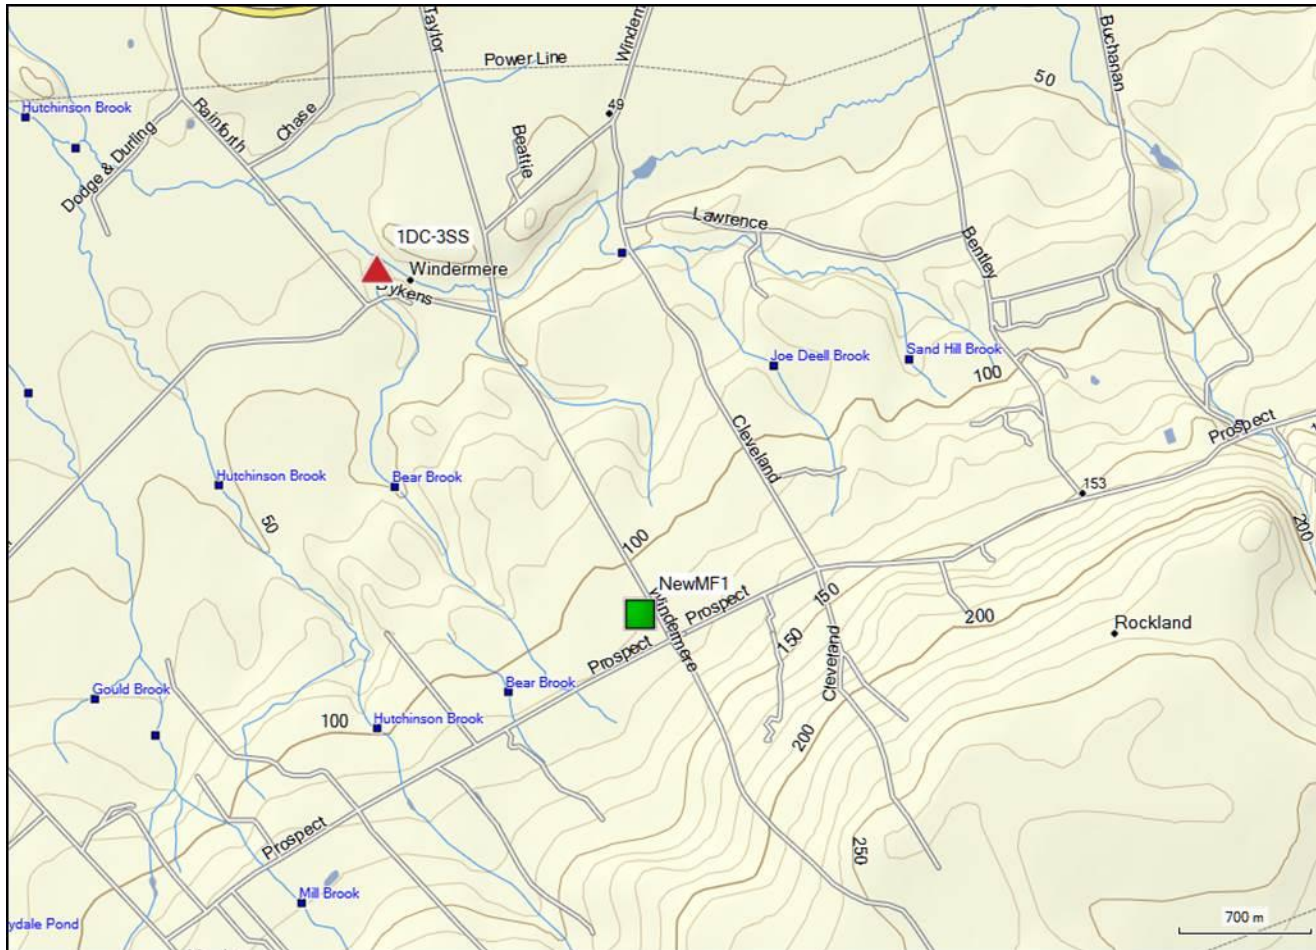 Taylor
Windem
Buchanan
Power Line
50
Hutchinson Brook
Rainforth
Chase
49
Beattie
Dodge & Durling
Lawrence
1DC-3SS
Bentley
Windermere
Bykens
Joe Deell Brook
Sand Hill Brook
100
Cleveland
Prospect
Hutchinson Brook
Bear Brook
153
50
100
200
NewMF1
Windermere
Prospect
150
200
Rockland
Prospect
150
Cleveland
Gould Brook
Bear Brook
100
Hutchinson Brook
200
Prospect
250
Mill Brook
ydale Pond
700 m